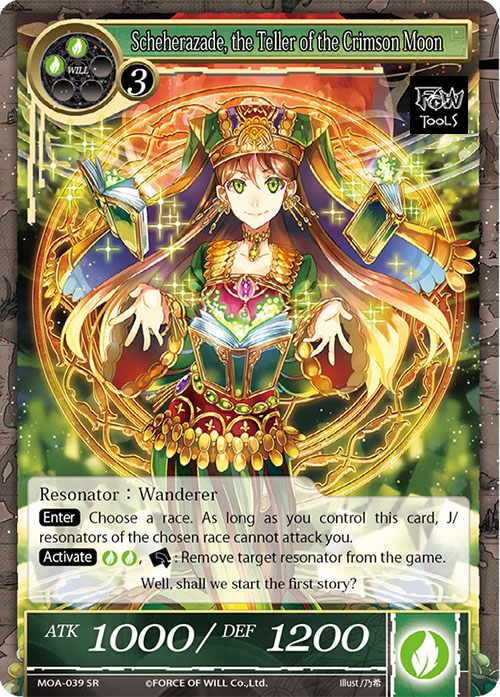 Scheherazade, the Teller of the Crimson Moon
WILL
3
FoW
TOOLS
Resonator : Wanderer
Enter Choose a race. As long as you control this card, J/
resonators of the chosen race cannot attack you.
Activate , : Remove target resonator from the game.
Well, shall we start the first story?
ATK 1000 / DEF 1200
MOA-039 SR ©FORCE OF WILL Co.,Ltd. Illust /乃希